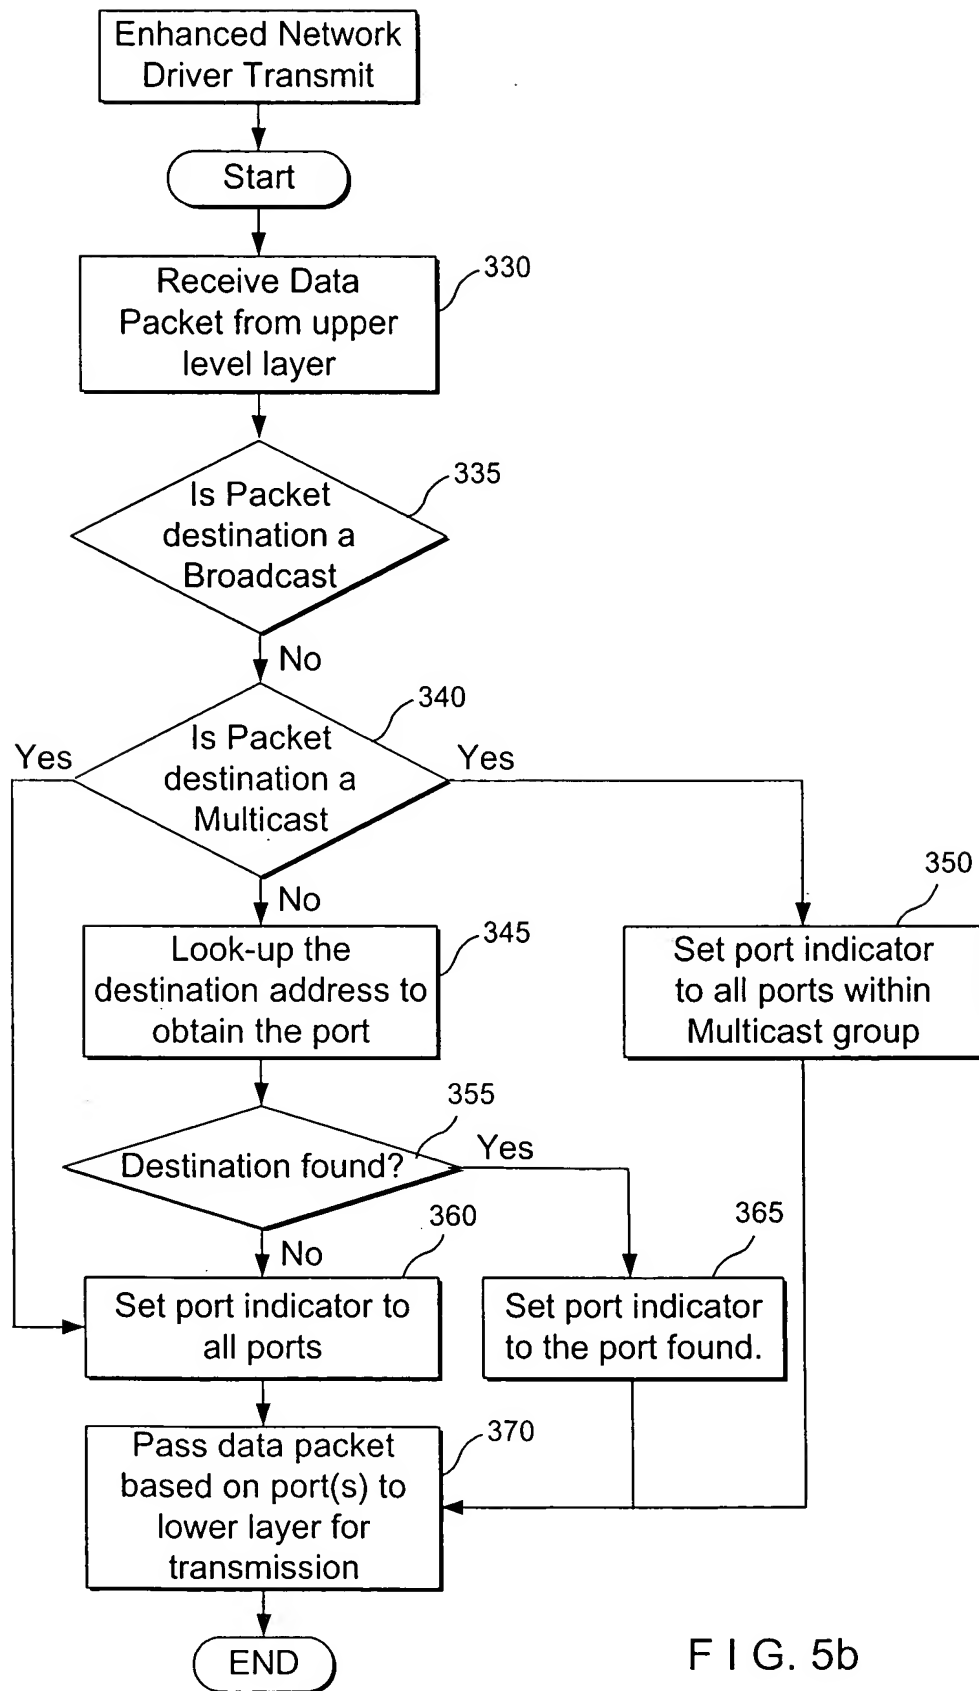 Enhanced Network
Driver Transmit
Start
Receive Data
Packet from upper
level layer
330
Is Packet
destination a
Broadcast
335
No
Is Packet
destination a
Multicast
340
Yes
Yes
No
Look-up the
destination address to
obtain the port
345
Set port indicator
to all ports within
Multicast group
350
Destination found?
355
Yes
No
Set port indicator to
all ports
360
Set port indicator
to the port found.
365
Pass data packet
based on port(s) to
lower layer for
transmission
370
END
F I G. 5b